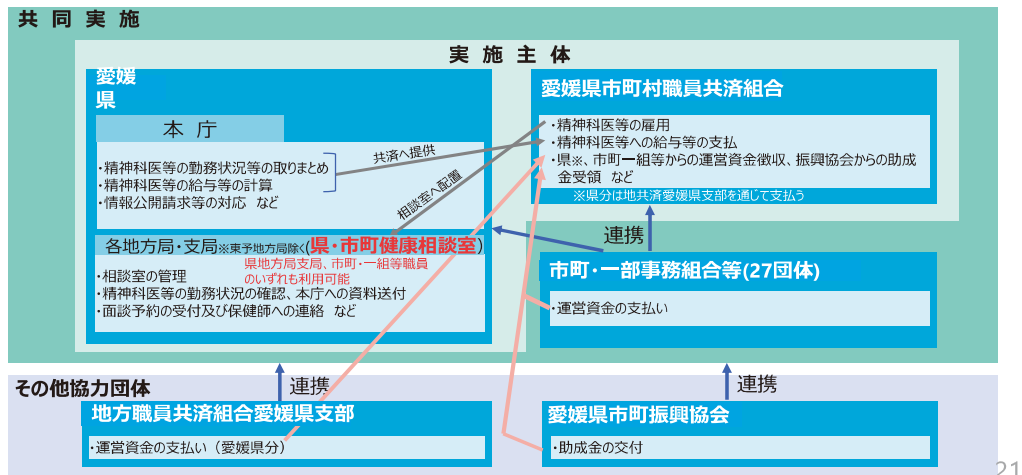 共同実施
実施主体
愛媛
県
本庁
・精神科医等の勤務状況等の取りまとめ
・精神科医等の給与等の計算
・情報公開請求等の対応 など
共済へ提供
相談室へ配置
各地方局・支局※東予地方局除く(県・市町健康相談室)
県地方局支局、市町・一組等職員
のいずれも利用可能
・相談室の管理
・精神科医等の勤務状況の確認、本庁への資料送付
・面談予約の受付及び保健師への連絡 など
愛媛県市町村職員共済組合
・精神科医等の雇用
・精神科医等への給与等の支払
・県※、市町一組等からの運営資金徴収、振興協会からの助成
金受領 など
※県分は地共済愛媛県支部を通じて支払う
連携
市町・一部事務組合等(27団体)
・運営資金の支払い
その他協力団体
連携
地方職員共済組合愛媛県支部
・運営資金の支払い（愛媛県分）
連携
愛媛県市町振興協会
・助成金の交付
21